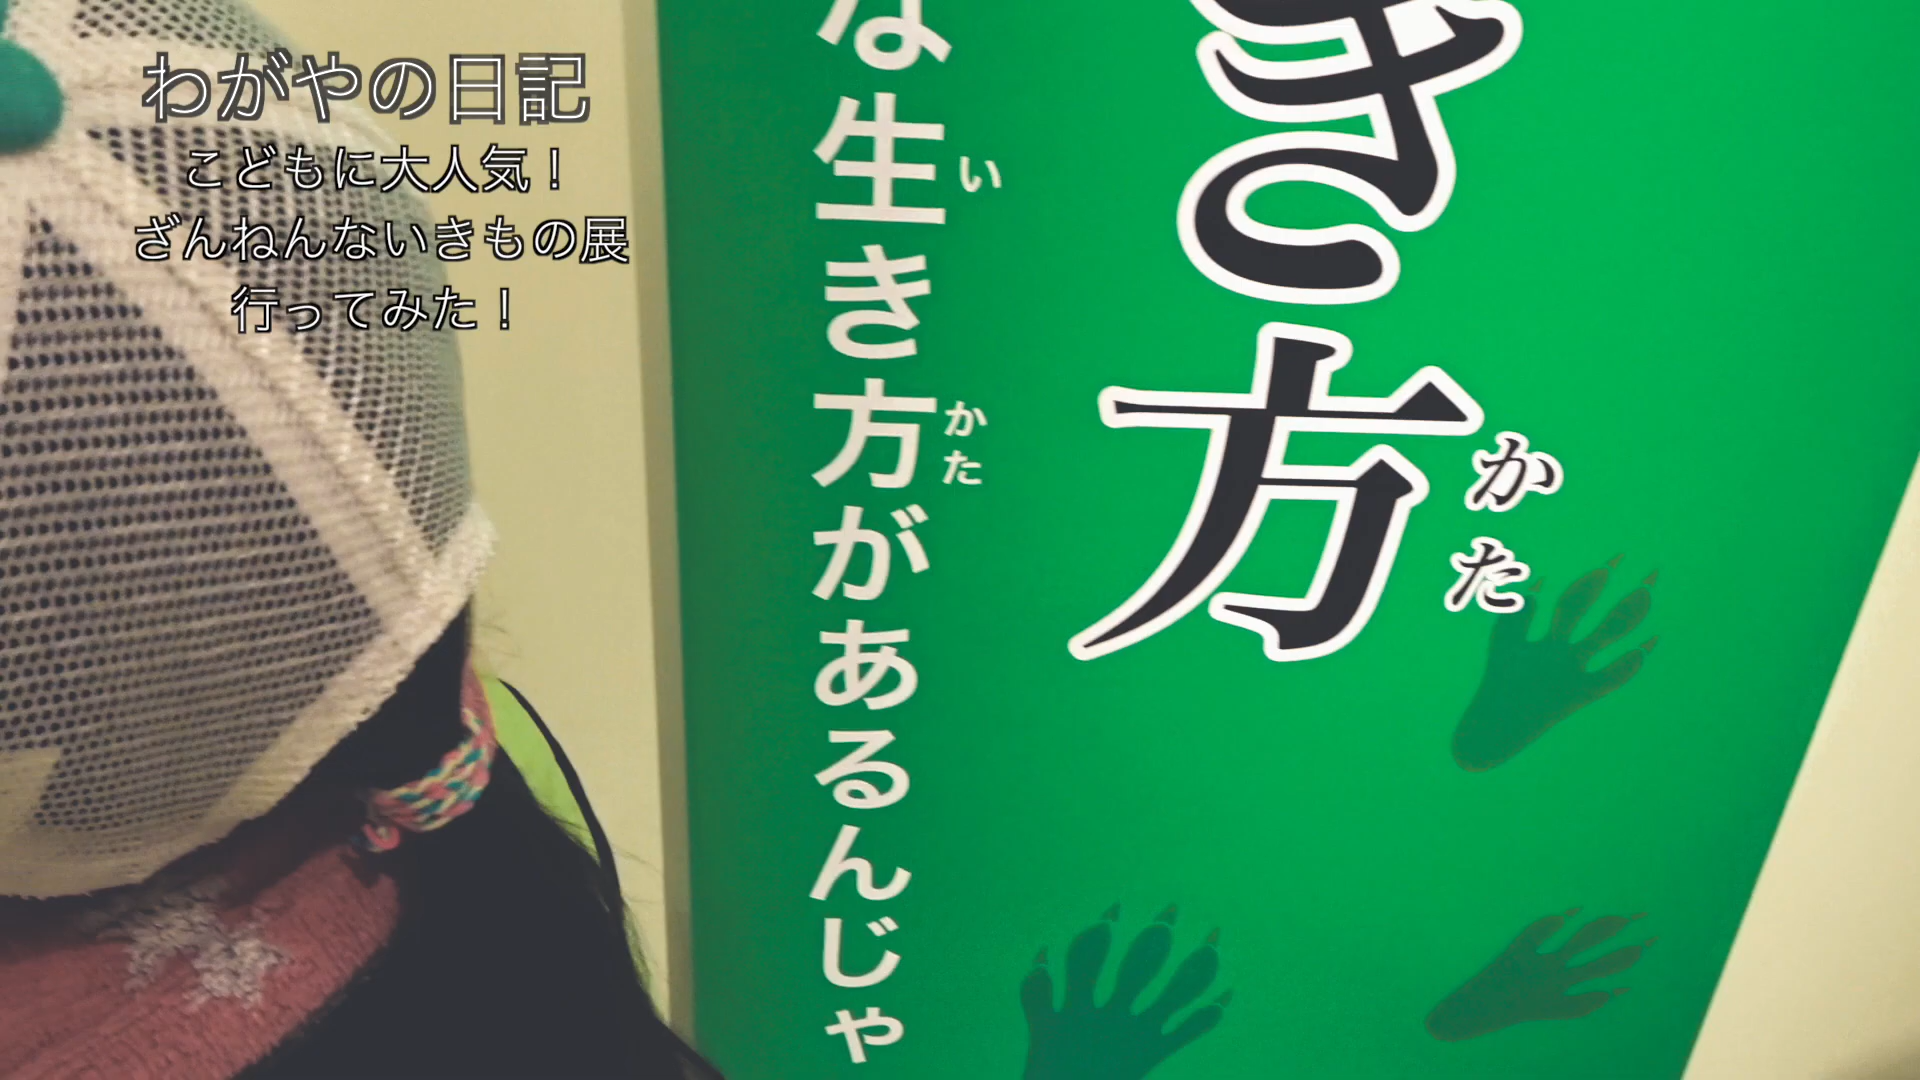 わがやの日記
こどもに大人気！
ざんねんないきもの展
行ってみた！
き方
かた
な生き方があるんじゃ
い
かた